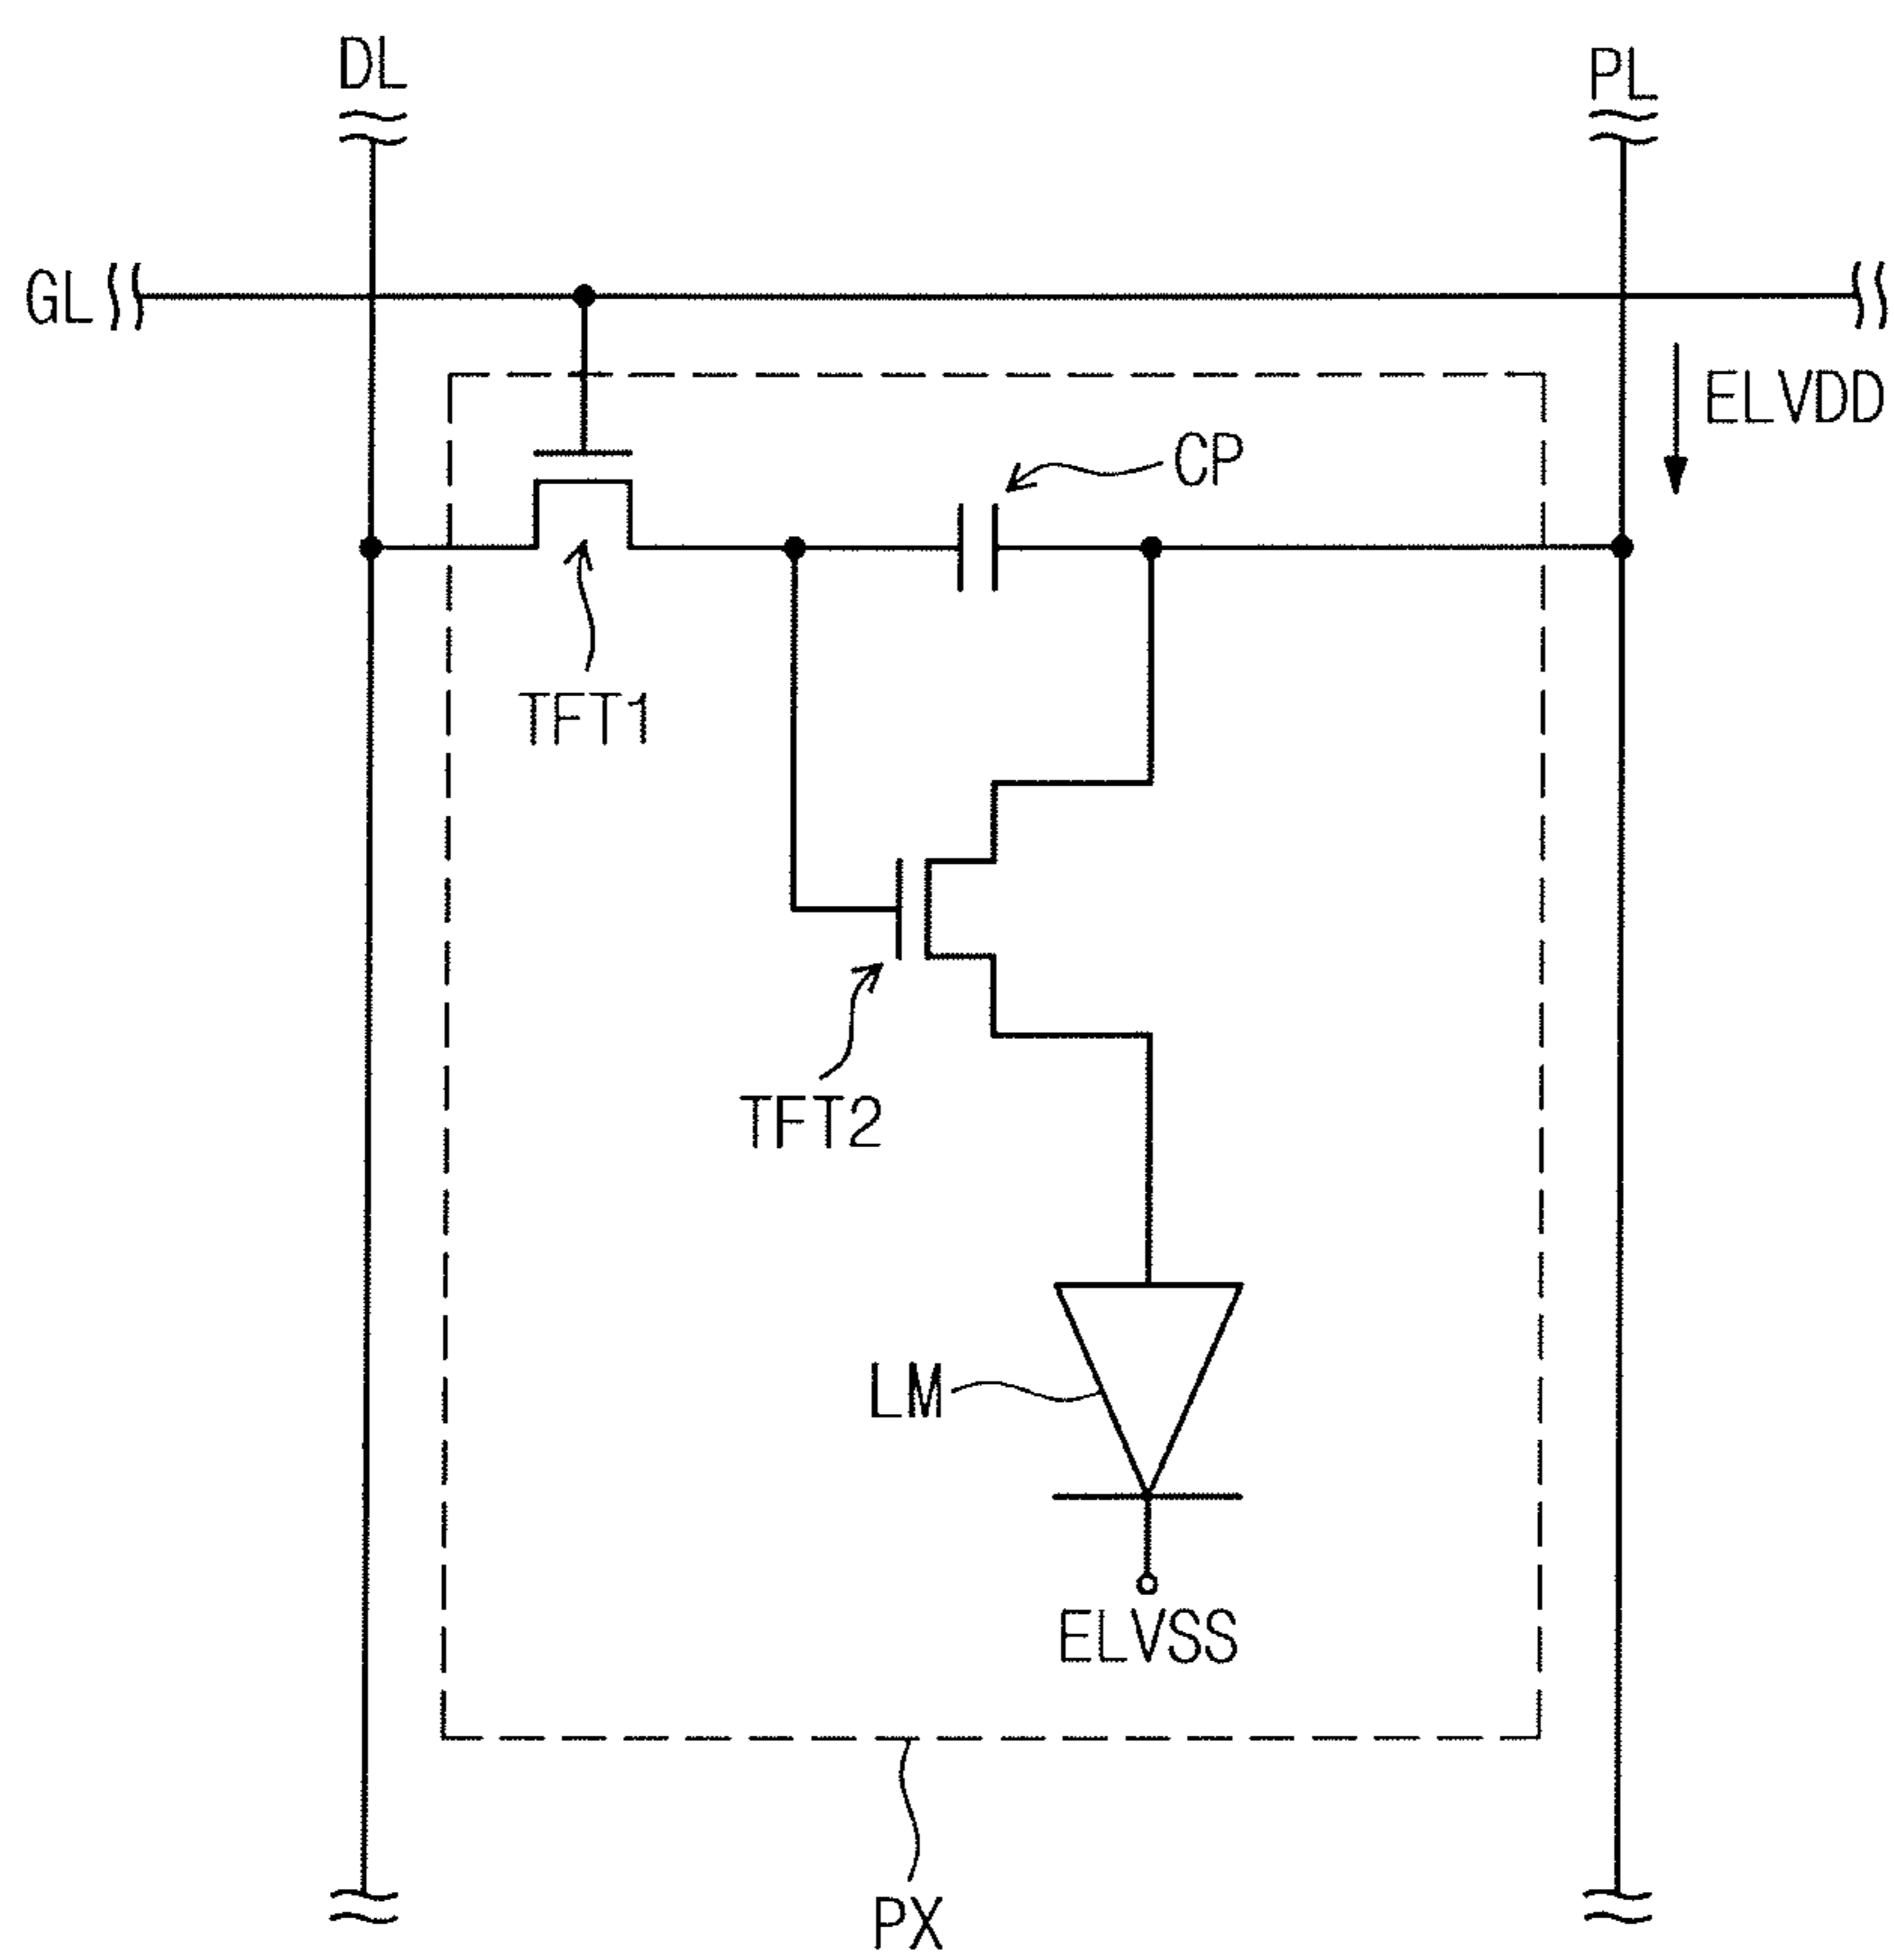 DL
PL
GL
ELVDD
CP
TFT1
TFT2
LM
ELVSS
PX